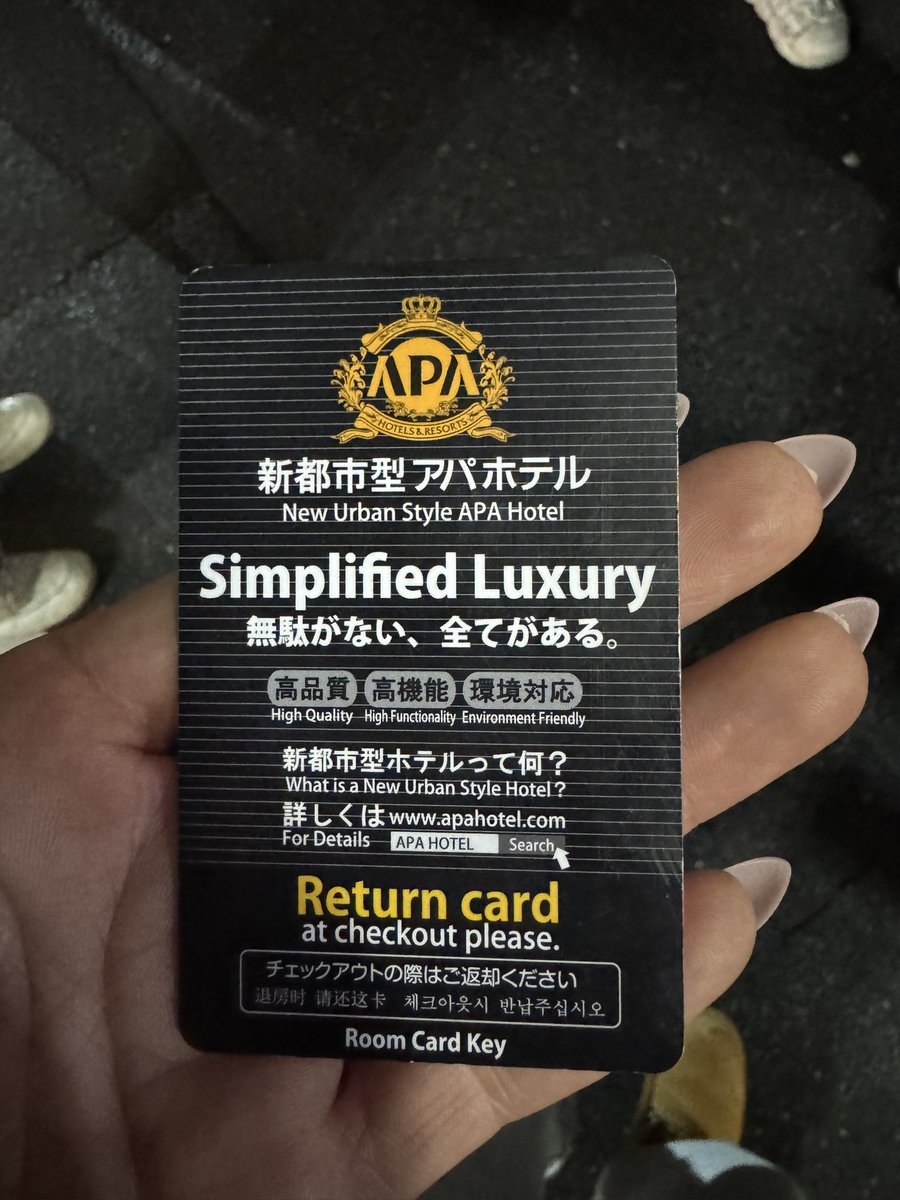 APA
HOTELS & RESORTS
新都市型アパホテル
New Urban Style APA Hotel
Simplified Luxury
無駄がない、全てがある。
高品質 高機能 環境対応
High Quality High Functionality Environment Friendly
新都市型ホテルって何？
What is a New Urban Style Hotel?
詳しくは www.apahotel.com
For Details APA HOTEL Search
Return card
at checkout please.
チェックアウトの際はご返却ください
退房时 请还这卡 체크아웃시 반납주십시오
Room Card Key